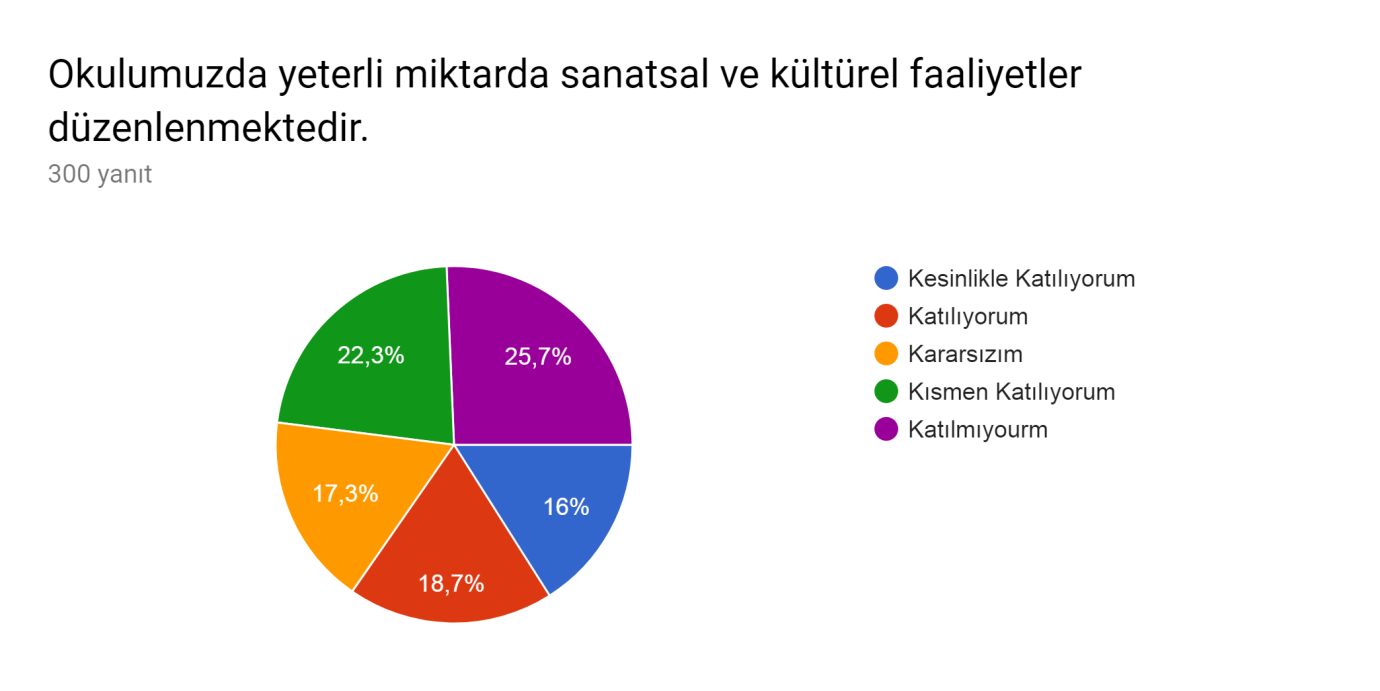 Okulumuzda yeterli miktarda sanatsal ve kültürel faaliyetler
düzenlenmektedir.
300 yanıt
Kesinlikle Katılıyorum
Katılıyorum
Kararsızım
Kısmen Katılıyorum
Katılmıyourm
22,3%
25,7%
17,3%
16%
18,7%